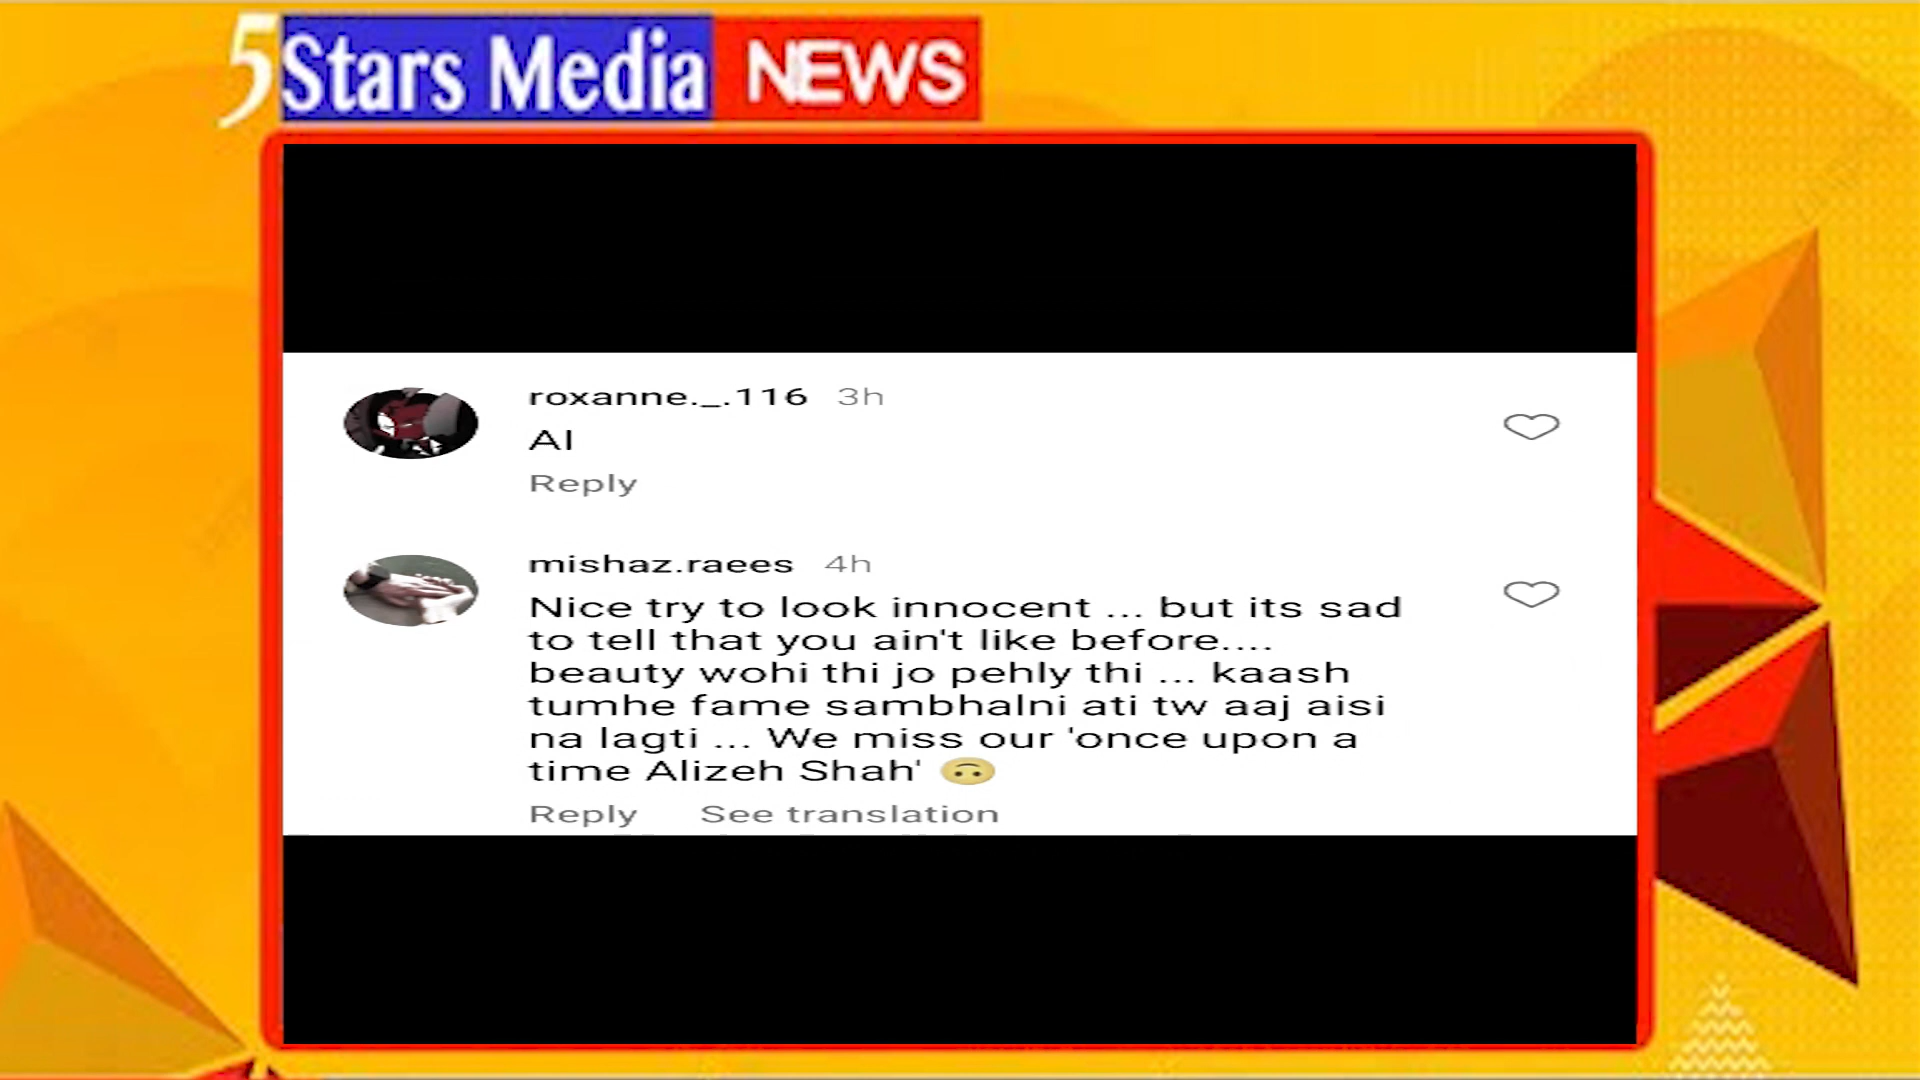 5 Stars Media NEWS
roxanne._.116 3h
AI
Reply
mishaz.raees 4h
Nice try to look innocent ... but its sad
to tell that you ain't like before....
beauty wohi thi jo pehly thi ... kaash
tumhe fame sambhalni ati tw aaj aisi
na lagti ... We miss our 'once upon a
time Alizeh Shah' 🙃
Reply See translation